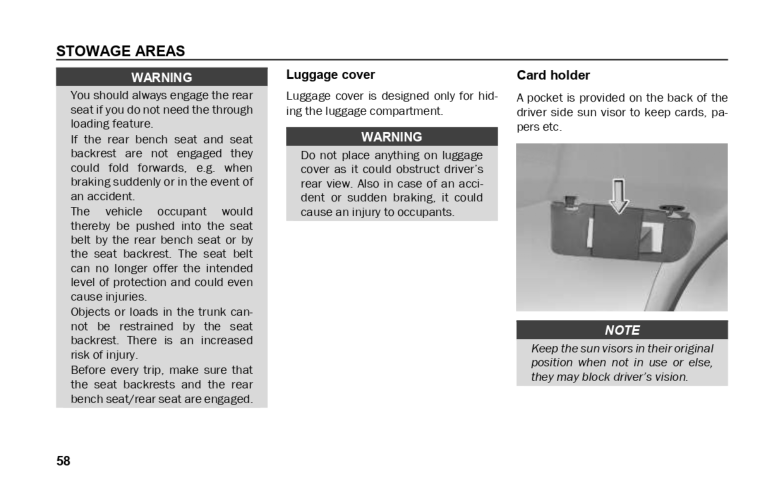 STOWAGE AREAS
WARNING
You should always engage the rear
seat if you do not need the through
loading feature.
If the rear bench seat and seat
backrest are not engaged they
could fold forwards, e.g. when
braking suddenly or in the event of
an accident.
The vehicle occupant would
thereby be pushed into the seat
belt by the rear bench seat or by
the seat backrest. The seat belt
can no longer offer the intended
level of protection and could even
cause injuries.
Objects or loads in the trunk can-
not be restrained by the seat
backrest. There is an increased
risk of injury.
Before every trip, make sure that
the seat backrests and the rear
bench seat/rear seat are engaged.
Luggage cover
Luggage cover is designed only for hid-
ing the luggage compartment.
WARNING
Do not place anything on luggage
cover as it could obstruct driver's
rear view. Also in case of an acci-
dent or sudden braking, it could
cause an injury to occupants.
Card holder
A pocket is provided on the back of the
driver side sun visor to keep cards, pa-
pers etc.
NOTE
Keep the sun visors in their original
position when not in use or else,
they may block driver's vision.
58